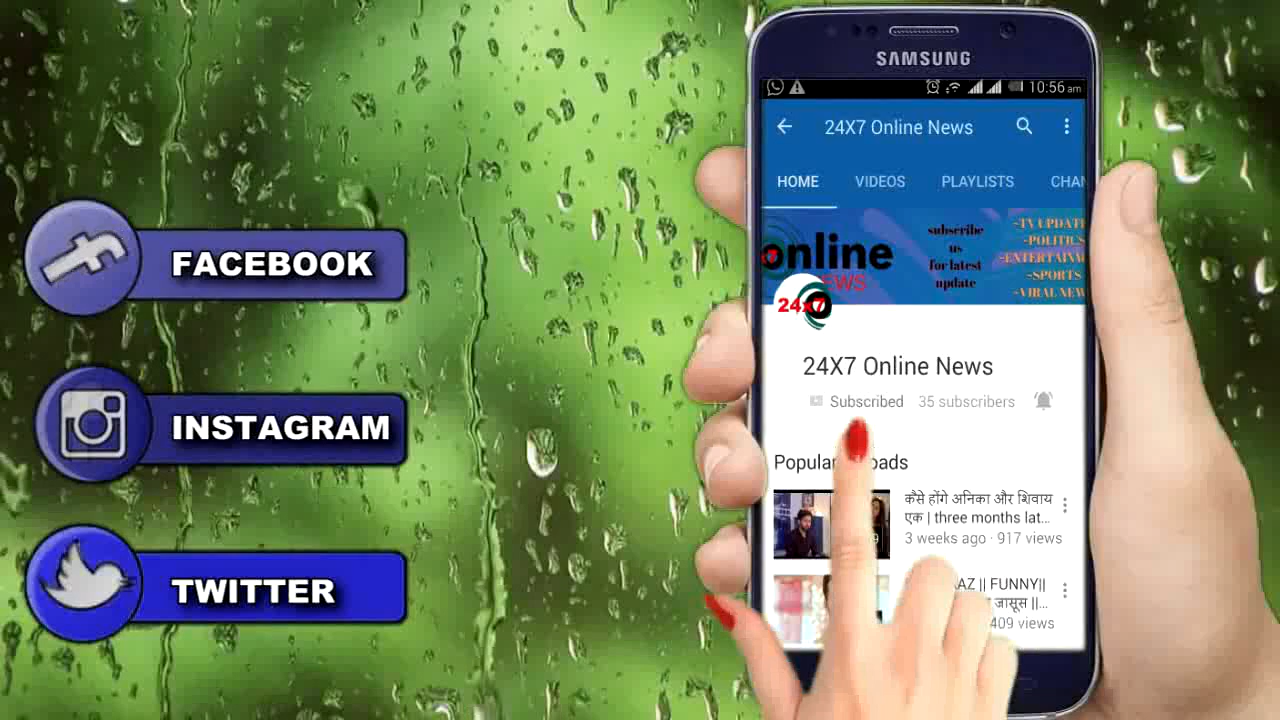 FACEBOOK
INSTAGRAM
TWITTER
SAMSUNG
10:56 am
24X7 Online News
HOME VIDEOS PLAYLISTS CHAN
online
subscribe
us
for latest
update
-TV UPDATE
-POLITICS
-ENTERTAINM
-SPORTS
-VIRAL NEW
EWS
24x7
24X7 Online News
Subscribed 35 subscribers
Popular oads
कैसे होंगे अनिका और शिवाय
एक | three months lat...
3 weeks ago · 917 views
AZ || FUNNY||
जासूस ||...
409 views